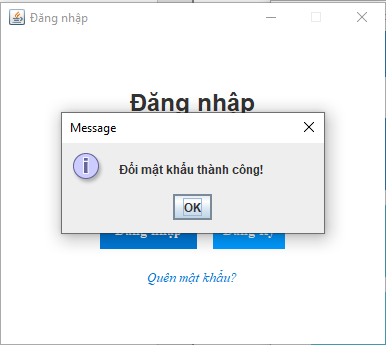 Đăng nhập
Đăng nhập
Message
Đổi mật khẩu thành công!
OK
Quên mật khẩu?